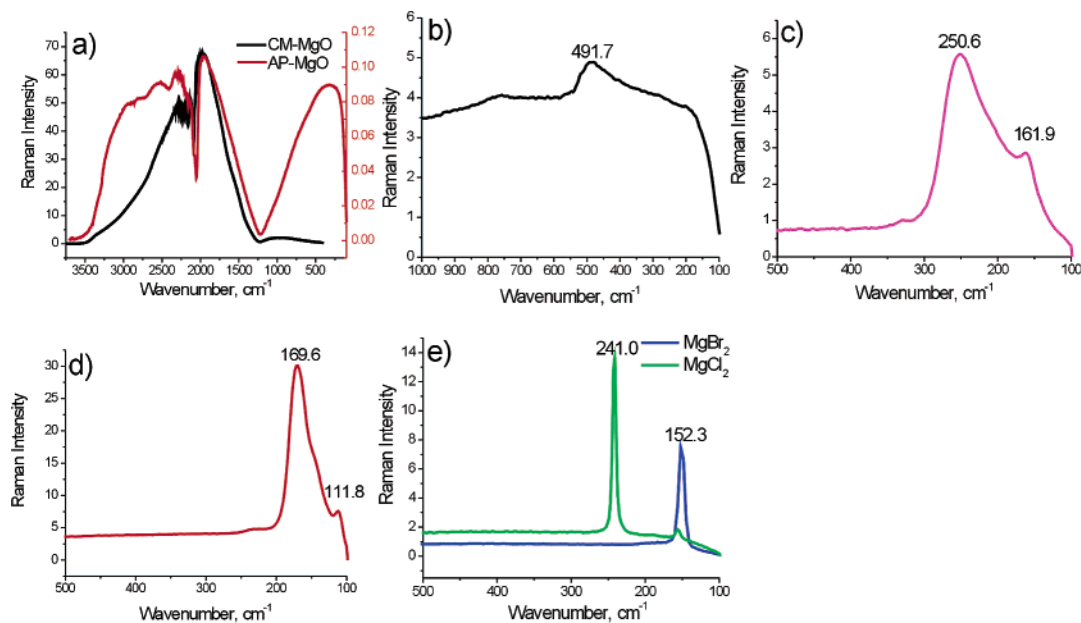 a)
CM-MgO
AP-MgO
Raman Intensity
70
60
50
40
30
20
10
0
0.12
0.10
0.08
0.06
0.04
0.02
0.00
3500 3000 2500 2000 1500 1000 500
Wavenumber, cm-1
b)
491.7
Raman Intensity
6
5
4
3
2
1
0
1000 900 800 700 600 500 400 300 200 100
Wavenumber, cm-1
c)
250.6
161.9
Raman Intensity
6
5
4
3
2
1
0
500 400 300 200 100
Wavenumber, cm-1
d)
169.6
111.8
Raman Intensity
30
25
20
15
10
5
0
500 400 300 200 100
Wavenumber, cm-1
e)
MgBr2
MgCl2
241.0
152.3
Raman Intensity
14
12
10
8
6
4
2
0
500 400 300 200 100
Wavenumber, cm-1